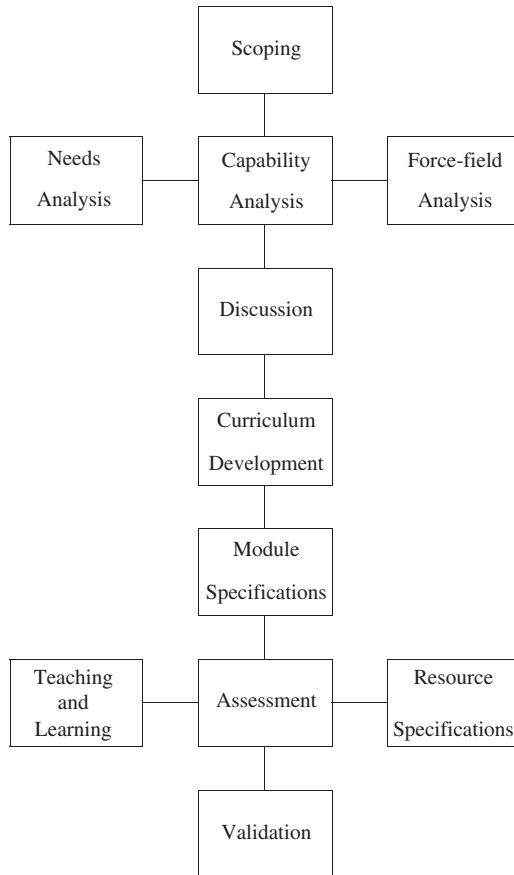 Scoping
Needs
Analysis
Capability
Analysis
Force-field
Analysis
Discussion
Curriculum
Development
Module
Specifications
Teaching
and
Learning
Assessment
Resource
Specifications
Validation